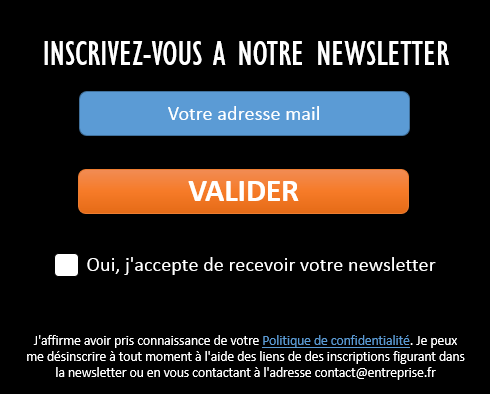 INSCRIVEZ-VOUS A NOTRE NEWSLETTER
Votre adresse mail
VALIDER
Oui, j'accepte de recevoir votre newsletter
J'affirme avoir pris connaissance de votre Politique de confidentialité. Je peux
me désinscrire à tout moment à l'aide des liens de des inscriptions figurant dans
la newsletter ou en vous contactant à l'adresse contact@entreprise.fr